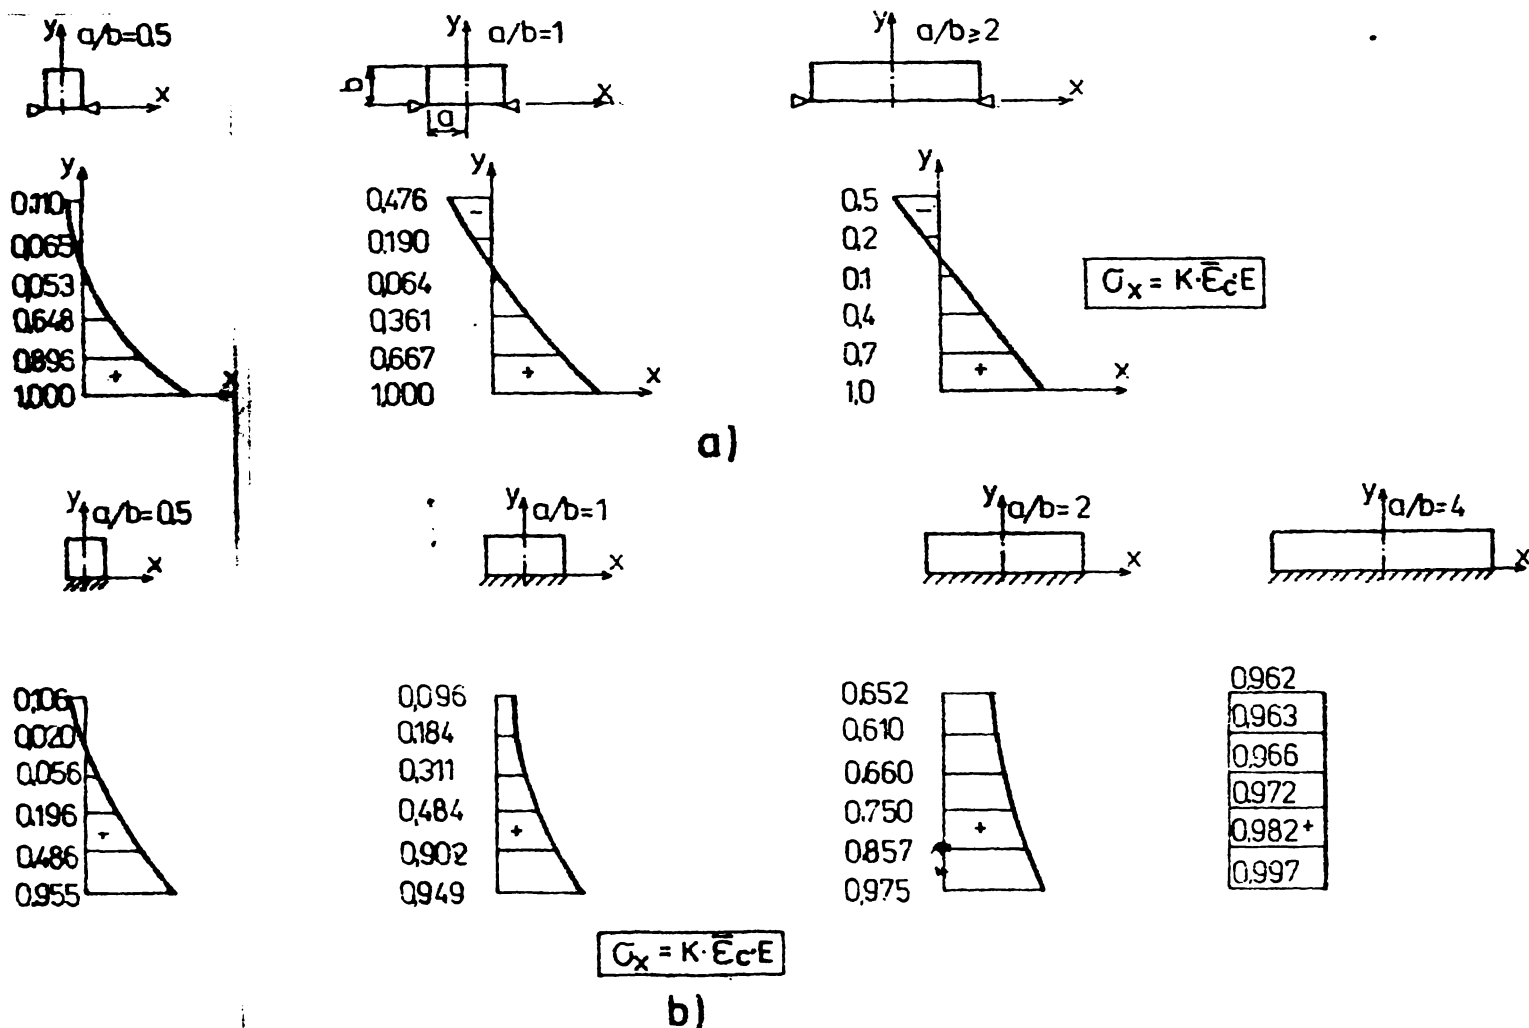 y a/b=0.5
x
y a/b=1
b
x
a
y a/b≥2
x
y
0.110
0,065
0,053
0.648
0.896
1,000
+
x
y
0,476
0.190
0,064
0,361
0,667
1,000
-
+
x
y
0,5
0,2
0.1
0,4
0,7
1,0
-
+
x
σx = K·ε̄c·E
a)
y a/b=0.5
x
y a/b=1
x
y a/b=2
x
y a/b=4
x
0,106
0,020
0,056
0.196
0,486
0.955
0,096
0.184
0,311
0,484
0,902
0,949
+
0.652
0,610
0.660
0.750
0.857
0,975
+
0,962
0,963
0,966
0,972
0,982+
0,997
σx = K·ε̄c·E
b)